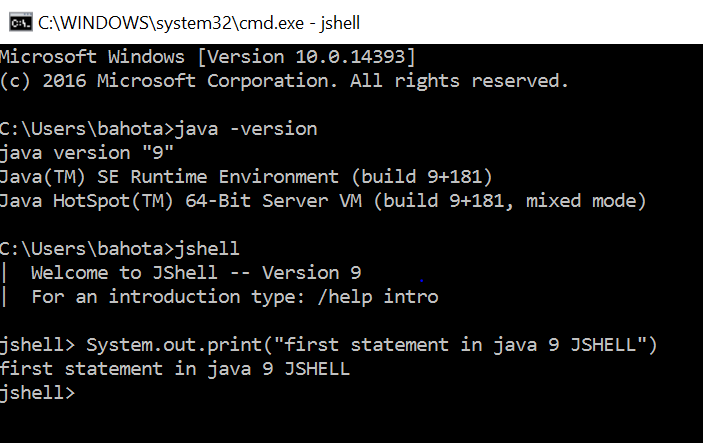 C:\WINDOWS\system32\cmd.exe - jshell
Microsoft Windows [Version 10.0.14393]
(c) 2016 Microsoft Corporation. All rights reserved.
C:\Users\bahota>java -version
java version "9"
Java(TM) SE Runtime Environment (build 9+181)
Java HotSpot(TM) 64-Bit Server VM (build 9+181, mixed mode)
C:\Users\bahota>jshell
|  Welcome to JShell -- Version 9
|  For an introduction type: /help intro
jshell> System.out.print("first statement in java 9 JSHELL")
first statement in java 9 JSHELL
jshell>